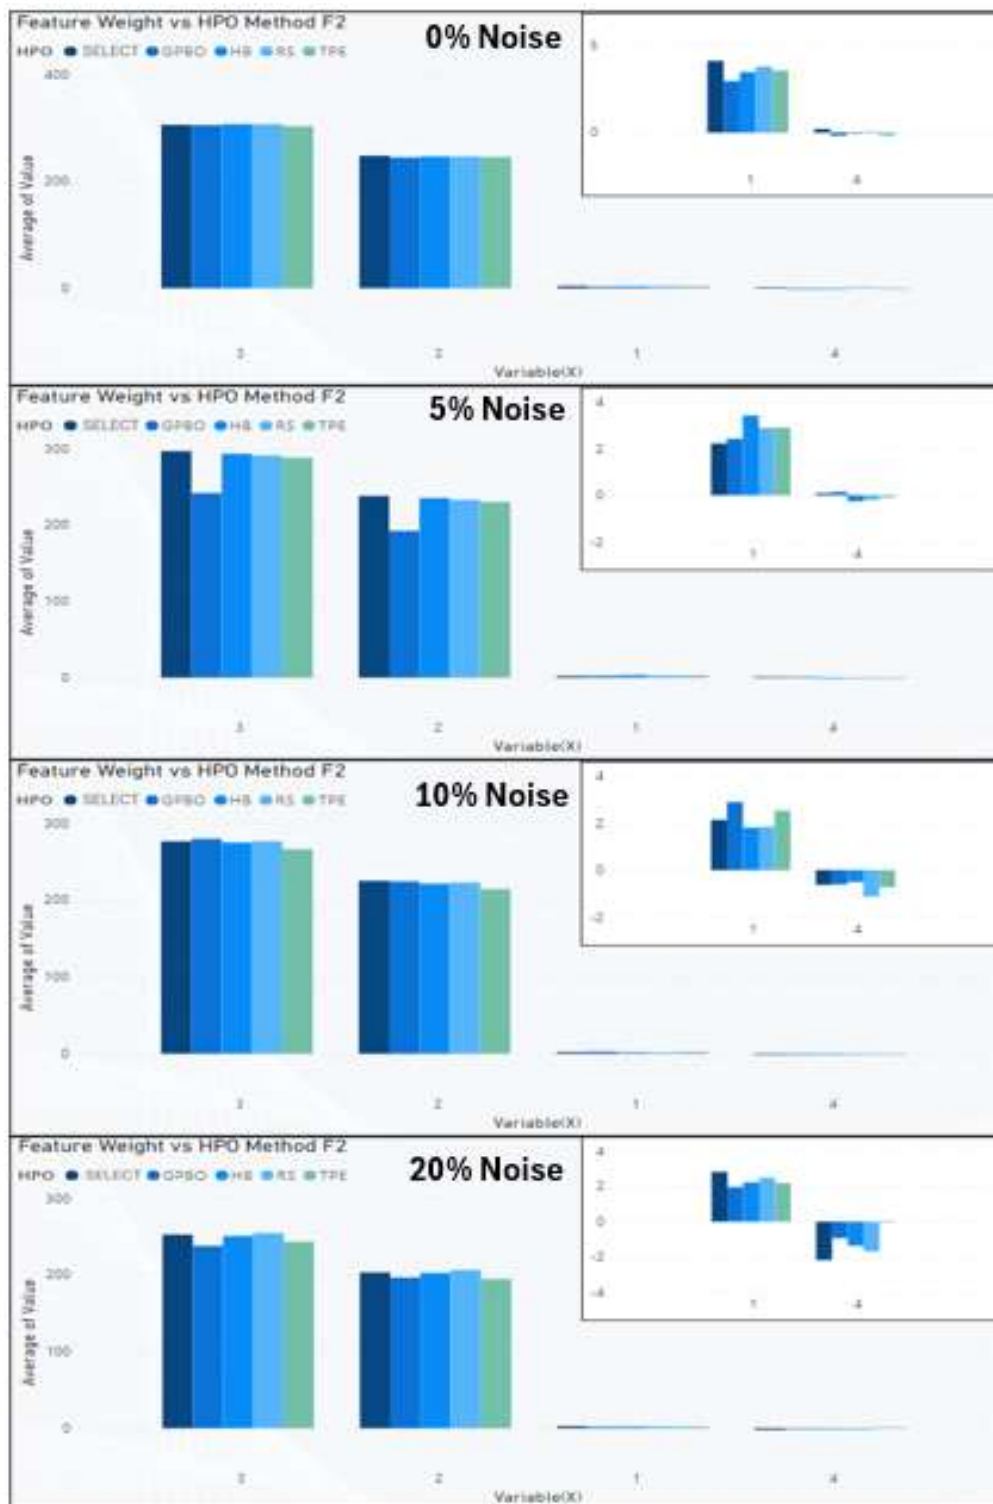 Feature Weight vs HPO Method F2
0% Noise
HPO SELECT GPBO HB RS TPE
400
200
0
Average of Value
3 2 1 4
Variable(X)
5
0
1 4
Feature Weight vs HPO Method F2
5% Noise
HPO SELECT GPBO HB RS TPE
300
200
100
0
Average of Value
3 2 1 4
Variable(X)
4
2
0
-2
1 4
Feature Weight vs HPO Method F2
10% Noise
HPO SELECT GPBO HB RS TPE
300
200
100
0
Average of Value
3 2 1 4
Variable(X)
4
2
0
-2
1 4
Feature Weight vs HPO Method F2
20% Noise
HPO SELECT GPBO HB RS TPE
300
200
100
0
Average of Value
3 2 1 4
Variable(X)
4
2
0
-2
-4
1 4